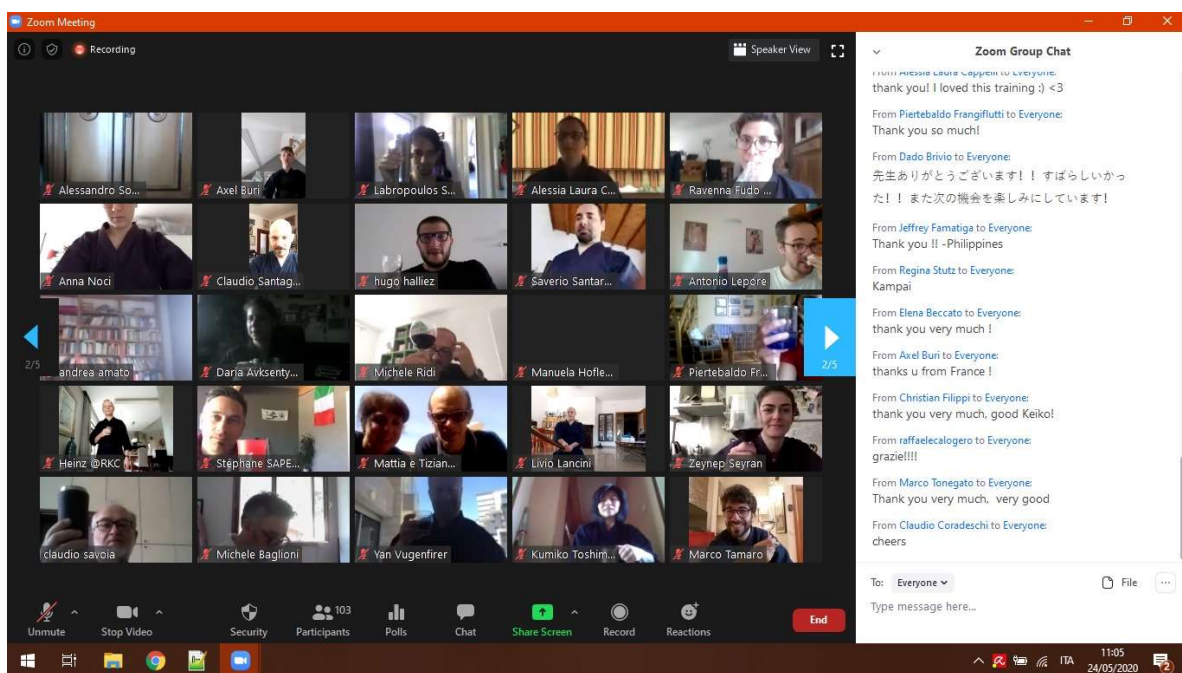 Zoom Meeting
Recording
Speaker View
Alessandro So...
Axel Buri
Labropoulos S...
Alessia Laura C...
Ravenna Fudo ...
Anna Noci
Claudio Santag...
hugo halliez
Saverio Santar...
Antonio Lepore
2/5
andrea amato
Daria Avksenty...
Michele Ridi
Manuela Hofle...
Piertebaldo Fr...
2/5
Heinz @RKC
Stéphane SAPE...
Mattia e Tizian...
Livio Lancini
Zeynep Seyran
claudio savoia
Michele Baglioni
Yan Vugenfirer
Kumiko Toshim...
Marco Tamaro
Unmute
Stop Video
Security
103
Participants
Polls
Chat
Share Screen
Record
Reactions
End
Zoom Group Chat
From Alessia Laura Cappelli to Everyone:
thank you! I loved this training :) <3
From Piertebaldo Frangiflutti to Everyone:
Thank you so much!
From Dado Brivio to Everyone:
先生ありがとうございます！！すばらしいかっ
た！！また次の機会を楽しみにしています！
From Jeffrey Famatiga to Everyone:
Thank you !! -Philippines
From Regina Stutz to Everyone:
Kampai
From Elena Beccato to Everyone:
thank you very much !
From Axel Buri to Everyone:
thanks u from France !
From Christian Filippi to Everyone:
thank you very much, good Keiko!
From raffaelecalogero to Everyone:
grazie!!!!
From Marco Tonegato to Everyone:
Thank you very much, very good
From Claudio Coradeschi to Everyone:
cheers
To: Everyone
File
Type message here...
ITA
11:05
24/05/2020
2